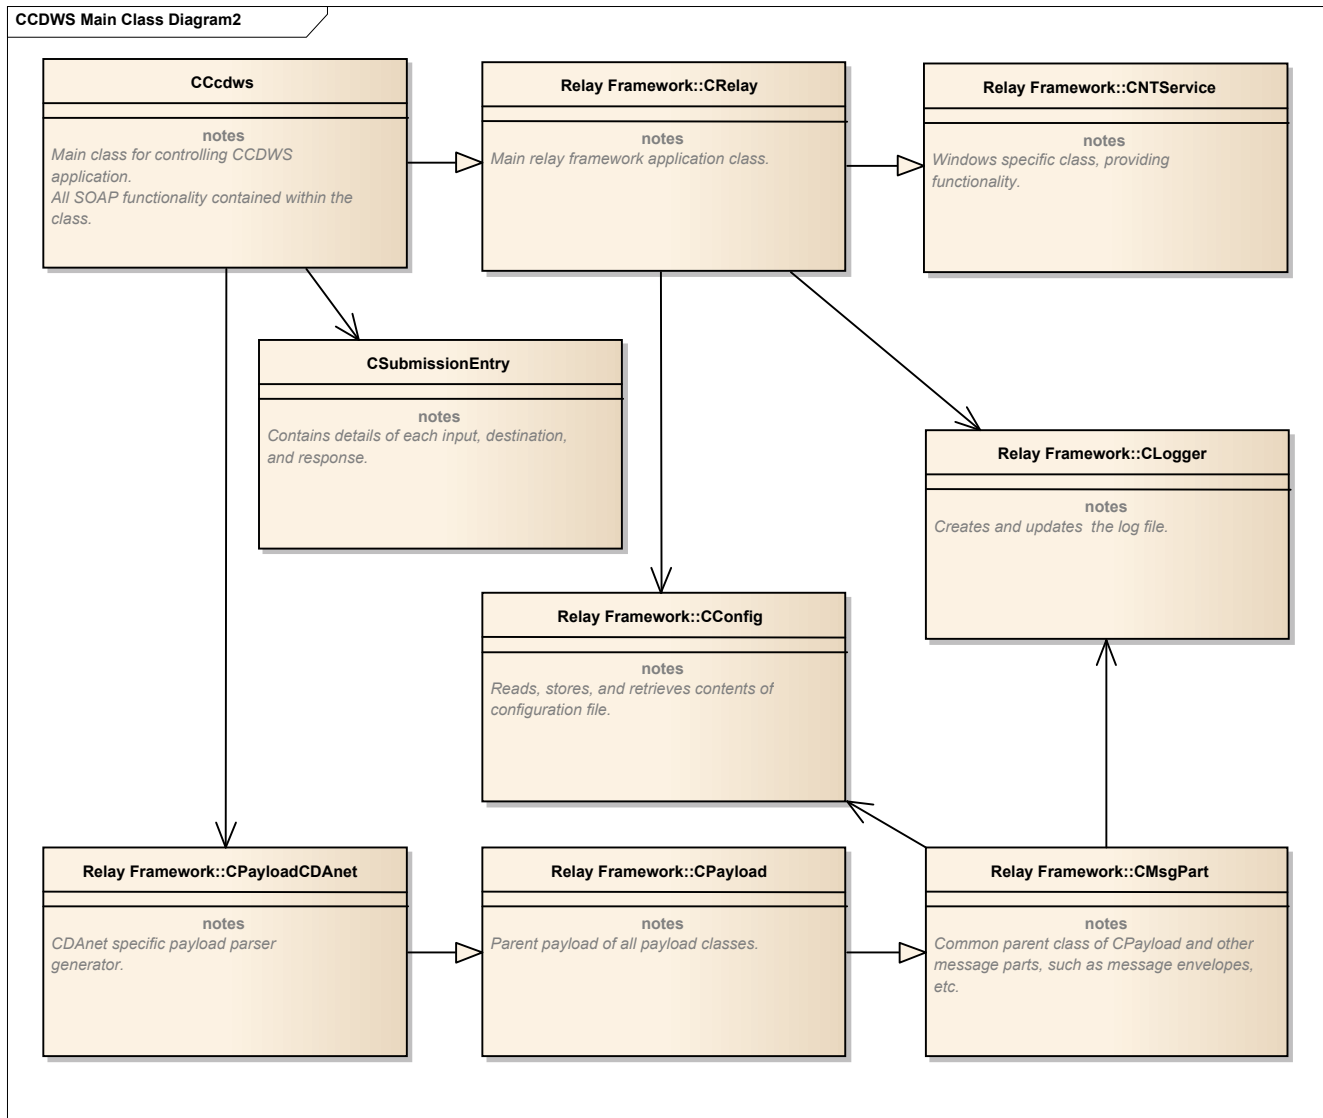 CCDWS Main Class Diagram2
CCcdws
notes
Main class for controlling CCDWS
application.
All SOAP functionality contained within the
class.
Relay Framework::CRelay
notes
Main relay framework application class.
Relay Framework::CNTService
notes
Windows specific class, providing
functionality.
CSubmissionEntry
notes
Contains details of each input, destination,
and response.
Relay Framework::CLogger
notes
Creates and updates  the log file.
Relay Framework::CConfig
notes
Reads, stores, and retrieves contents of
configuration file.
Relay Framework::CPayloadCDAnet
notes
CDAnet specific payload parser
generator.
Relay Framework::CPayload
notes
Parent payload of all payload classes.
Relay Framework::CMsgPart
notes
Common parent class of CPayload and other
message parts, such as message envelopes,
etc.